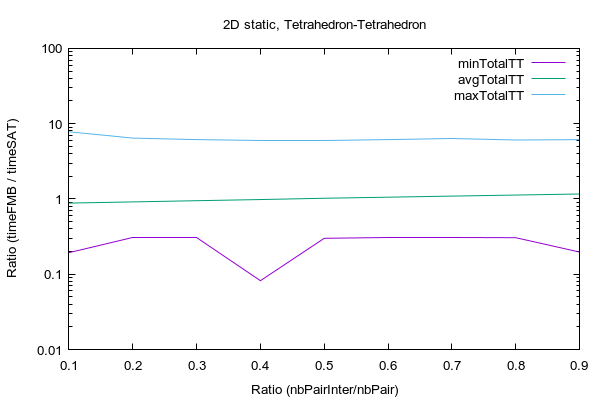 2D static, Tetrahedron-Tetrahedron
minTotalTT
avgTotalTT
maxTotalTT
Ratio (timeFMB / timeSAT)
100
10
1
0.1
0.01
0.1 0.2 0.3 0.4 0.5 0.6 0.7 0.8 0.9
Ratio (nbPairInter/nbPair)